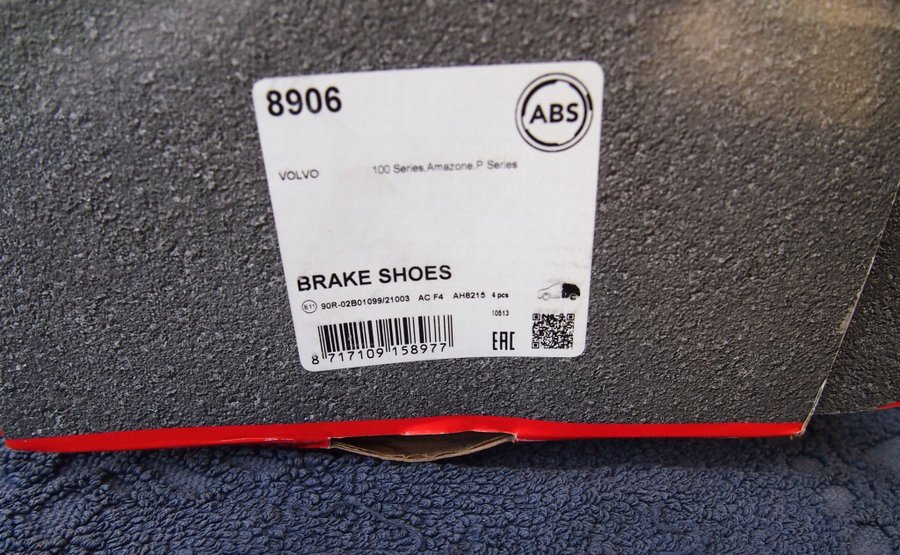 8906
ABS
VOLVO 100 Series,Amazone,P Series
BRAKE SHOES
90R-02B01099/21003 AC F4 AH8215 4 pcs
10513
EAC
8 717109 158977